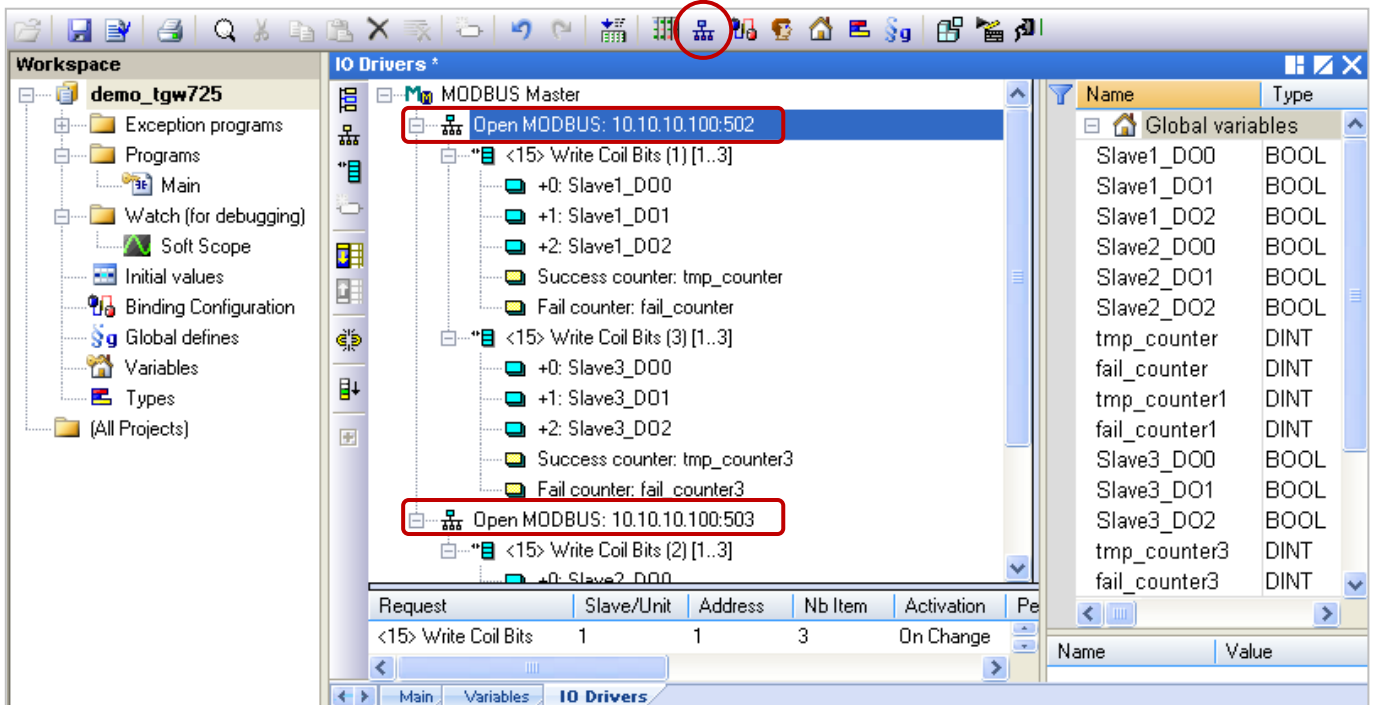 Workspace
demo_tgw725
Exception programs
Programs
Main
Watch (for debugging)
Soft Scope
Initial values
Binding Configuration
Global defines
Variables
Types
(All Projects)
IO Drivers *
MODBUS Master
Open MODBUS: 10.10.10.100:502
<15> Write Coil Bits (1) [1..3]
+0: Slave1_DO0
+1: Slave1_DO1
+2: Slave1_DO2
Success counter: tmp_counter
Fail counter: fail_counter
<15> Write Coil Bits (3) [1..3]
+0: Slave3_DO0
+1: Slave3_DO1
+2: Slave3_DO2
Success counter: tmp_counter3
Fail counter: fail_counter3
Open MODBUS: 10.10.10.100:503
<15> Write Coil Bits (2) [1..3]
+0: Slave2_DO0
Request Slave/Unit Address Nb Item Activation Pe
<15> Write Coil Bits 1 1 3 On Change
Main Variables IO Drivers
Name Type
Global variables
Slave1_DO0 BOOL
Slave1_DO1 BOOL
Slave1_DO2 BOOL
Slave2_DO0 BOOL
Slave2_DO1 BOOL
Slave2_DO2 BOOL
tmp_counter DINT
fail_counter DINT
tmp_counter1 DINT
fail_counter1 DINT
Slave3_DO0 BOOL
Slave3_DO1 BOOL
Slave3_DO2 BOOL
tmp_counter3 DINT
fail_counter3 DINT
Name Value